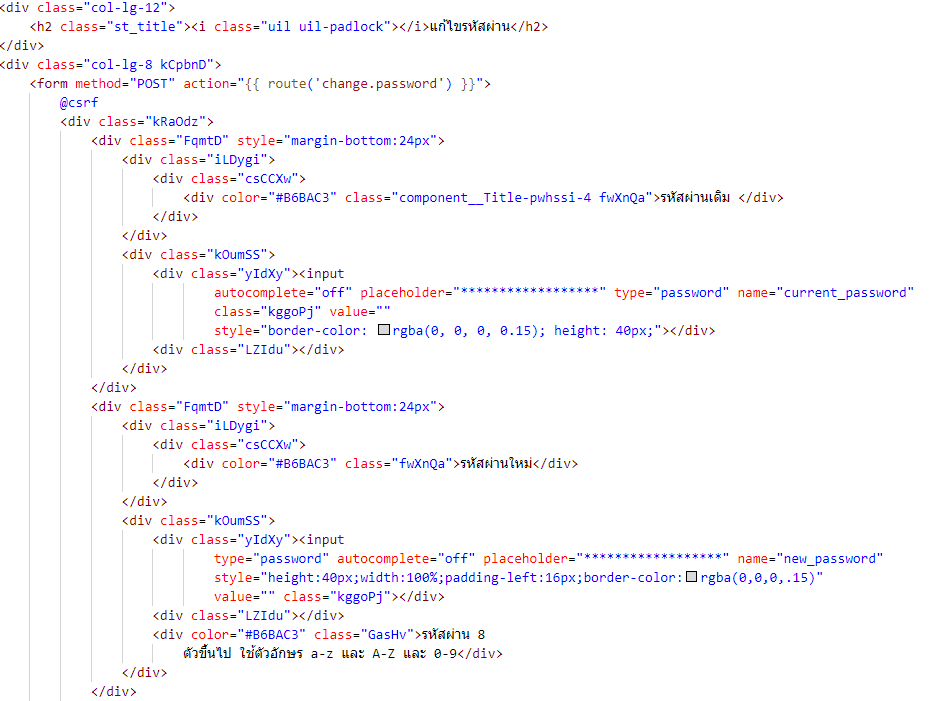 <div class="col-lg-12">
<h2 class="st_title"><i class="uil uil-padlock"></i>แก้ไขรหัสผ่าน</h2>
</div>
<div class="col-lg-8 kCpbnD">
<form method="POST" action="{{ route('change.password') }}">
@csrf
<div class="kRaOdz">
<div class="FqmtD" style="margin-bottom:24px">
<div class="iLDygi">
<div class="csCCXw">
<div color="#B6BAC3" class="component__Title-pwhssi-4 fwXnQa">รหัสผ่านเดิม </div>
</div>
</div>
<div class="kOumSS">
<div class="yIdXy"><input
autocomplete="off" placeholder="******************" type="password" name="current_password"
class="kggoPj" value=""
style="border-color: rgba(0, 0, 0, 0.15); height: 40px;"></div>
<div class="LZIdu"></div>
</div>
</div>
<div class="FqmtD" style="margin-bottom:24px">
<div class="iLDygi">
<div class="csCCXw">
<div color="#B6BAC3" class="fwXnQa">รหัสผ่านใหม่</div>
</div>
</div>
<div class="kOumSS">
<div class="yIdXy"><input
type="password" autocomplete="off" placeholder="******************" name="new_password"
style="height:40px;width:100%;padding-left:16px;border-color:rgba(0,0,0,.15)"
value="" class="kggoPj"></div>
<div class="LZIdu"></div>
<div color="#B6BAC3" class="GasHv">รหัสผ่าน 8
ตัวขึ้นไป ใช้ตัวอักษร a-z และ A-Z และ 0-9</div>
</div>
</div>